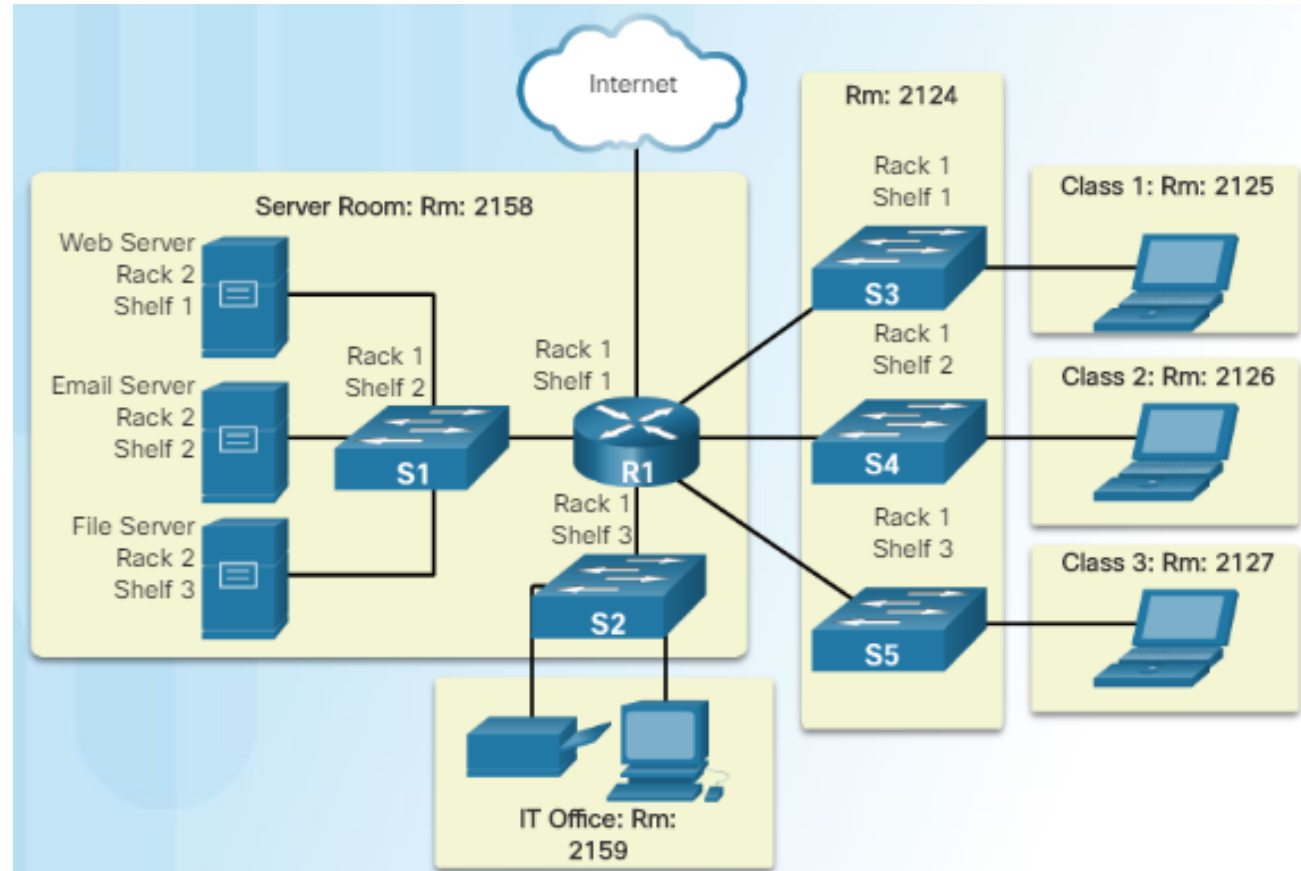 Internet
Server Room: Rm: 2158
Web Server
Rack 2
Shelf 1
Email Server
Rack 2
Shelf 2
File Server
Rack 2
Shelf 3
Rack 1
Shelf 2
S1
Rack 1
Shelf 1
R1
Rack 1
Shelf 3
S2
IT Office: Rm:
2159
Rm: 2124
Rack 1
Shelf 1
S3
Rack 1
Shelf 2
S4
Rack 1
Shelf 3
S5
Class 1: Rm: 2125
Class 2: Rm: 2126
Class 3: Rm: 2127